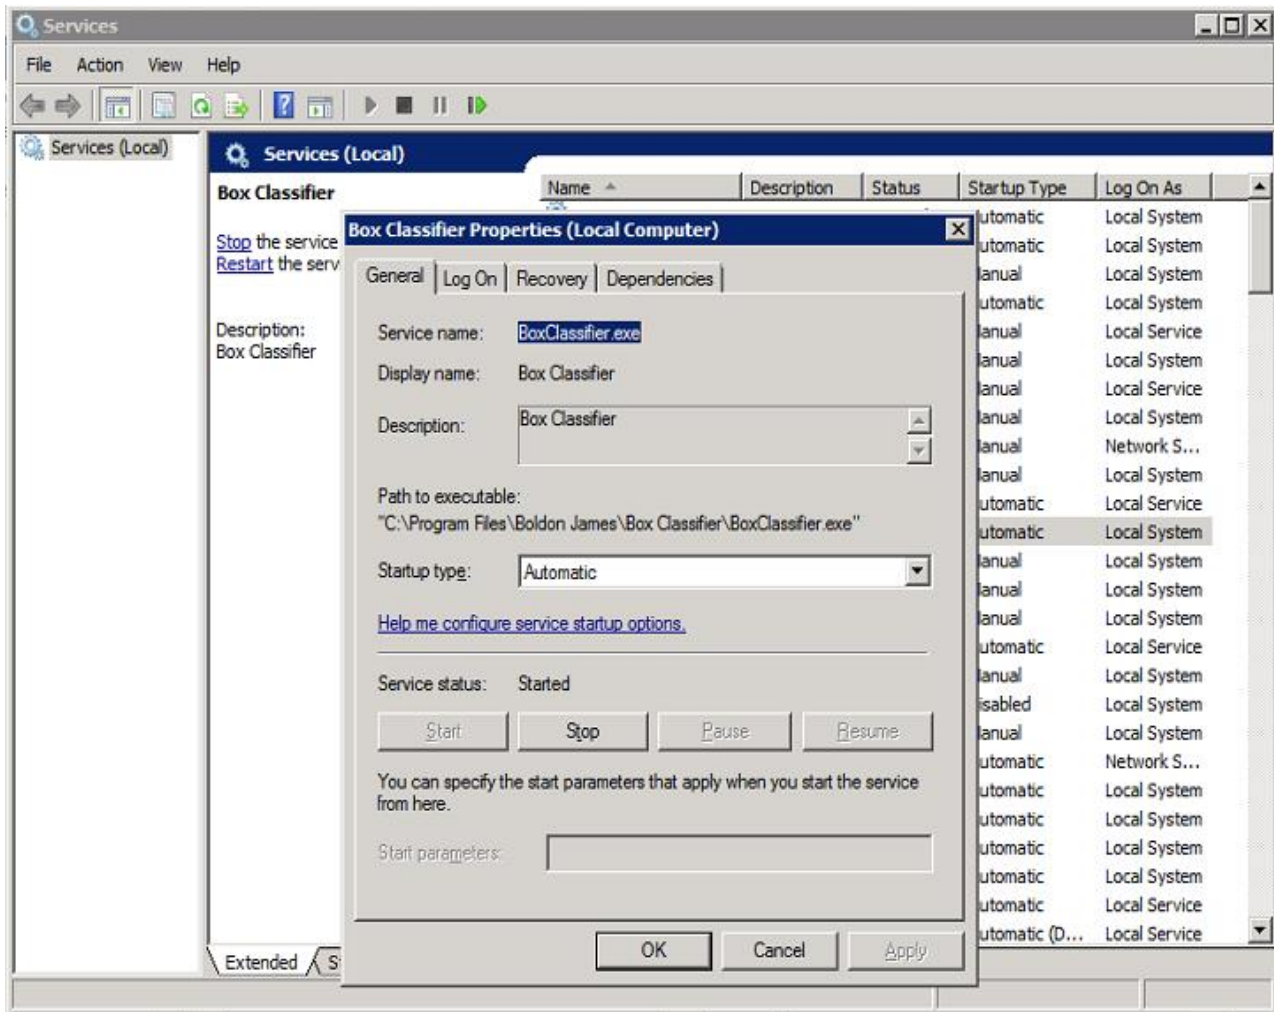 Services
File Action View Help
Services (Local)
Services (Local)
Box Classifier
Stop the service
Restart the serv
Description:
Box Classifier
Name Description Status Startup Type Log On As
Box Classifier Properties (Local Computer)
General Log On Recovery Dependencies
Service name: BoxClassifier.exe
Display name: Box Classifier
Description: Box Classifier
Path to executable:
"C:\Program Files\Boldon James\Box Classifier\BoxClassifier.exe"
Startup type: Automatic
Help me configure service startup options.
Service status: Started
Start Stop Pause Resume
You can specify the start parameters that apply when you start the service
from here.
Start parameters:
OK Cancel Apply
utomatic Local System
utomatic Local System
lanual Local System
utomatic Local System
lanual Local Service
lanual Local System
lanual Local Service
lanual Local System
lanual Network S...
lanual Local System
utomatic Local Service
utomatic Local System
lanual Local System
lanual Local System
lanual Local System
utomatic Local Service
lanual Local System
isabled Local System
lanual Local System
utomatic Network S...
utomatic Local System
utomatic Local System
utomatic Local System
utomatic Local System
utomatic Local Service
utomatic (D... Local Service
Extended S